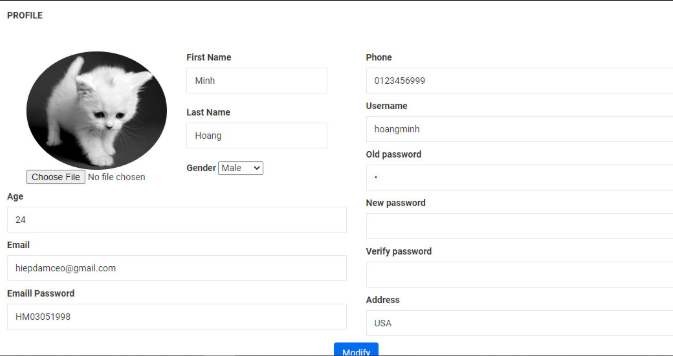 PROFILE
First Name
Minh
Last Name
Hoang
Gender Male
Choose File No file chosen
Age
24
Email
hiepdamceo@gmail.com
Emaill Password
HM03051998
Phone
0123456999
Username
hoangminh
Old password
•
New password
Verify password
Address
USA
Modify